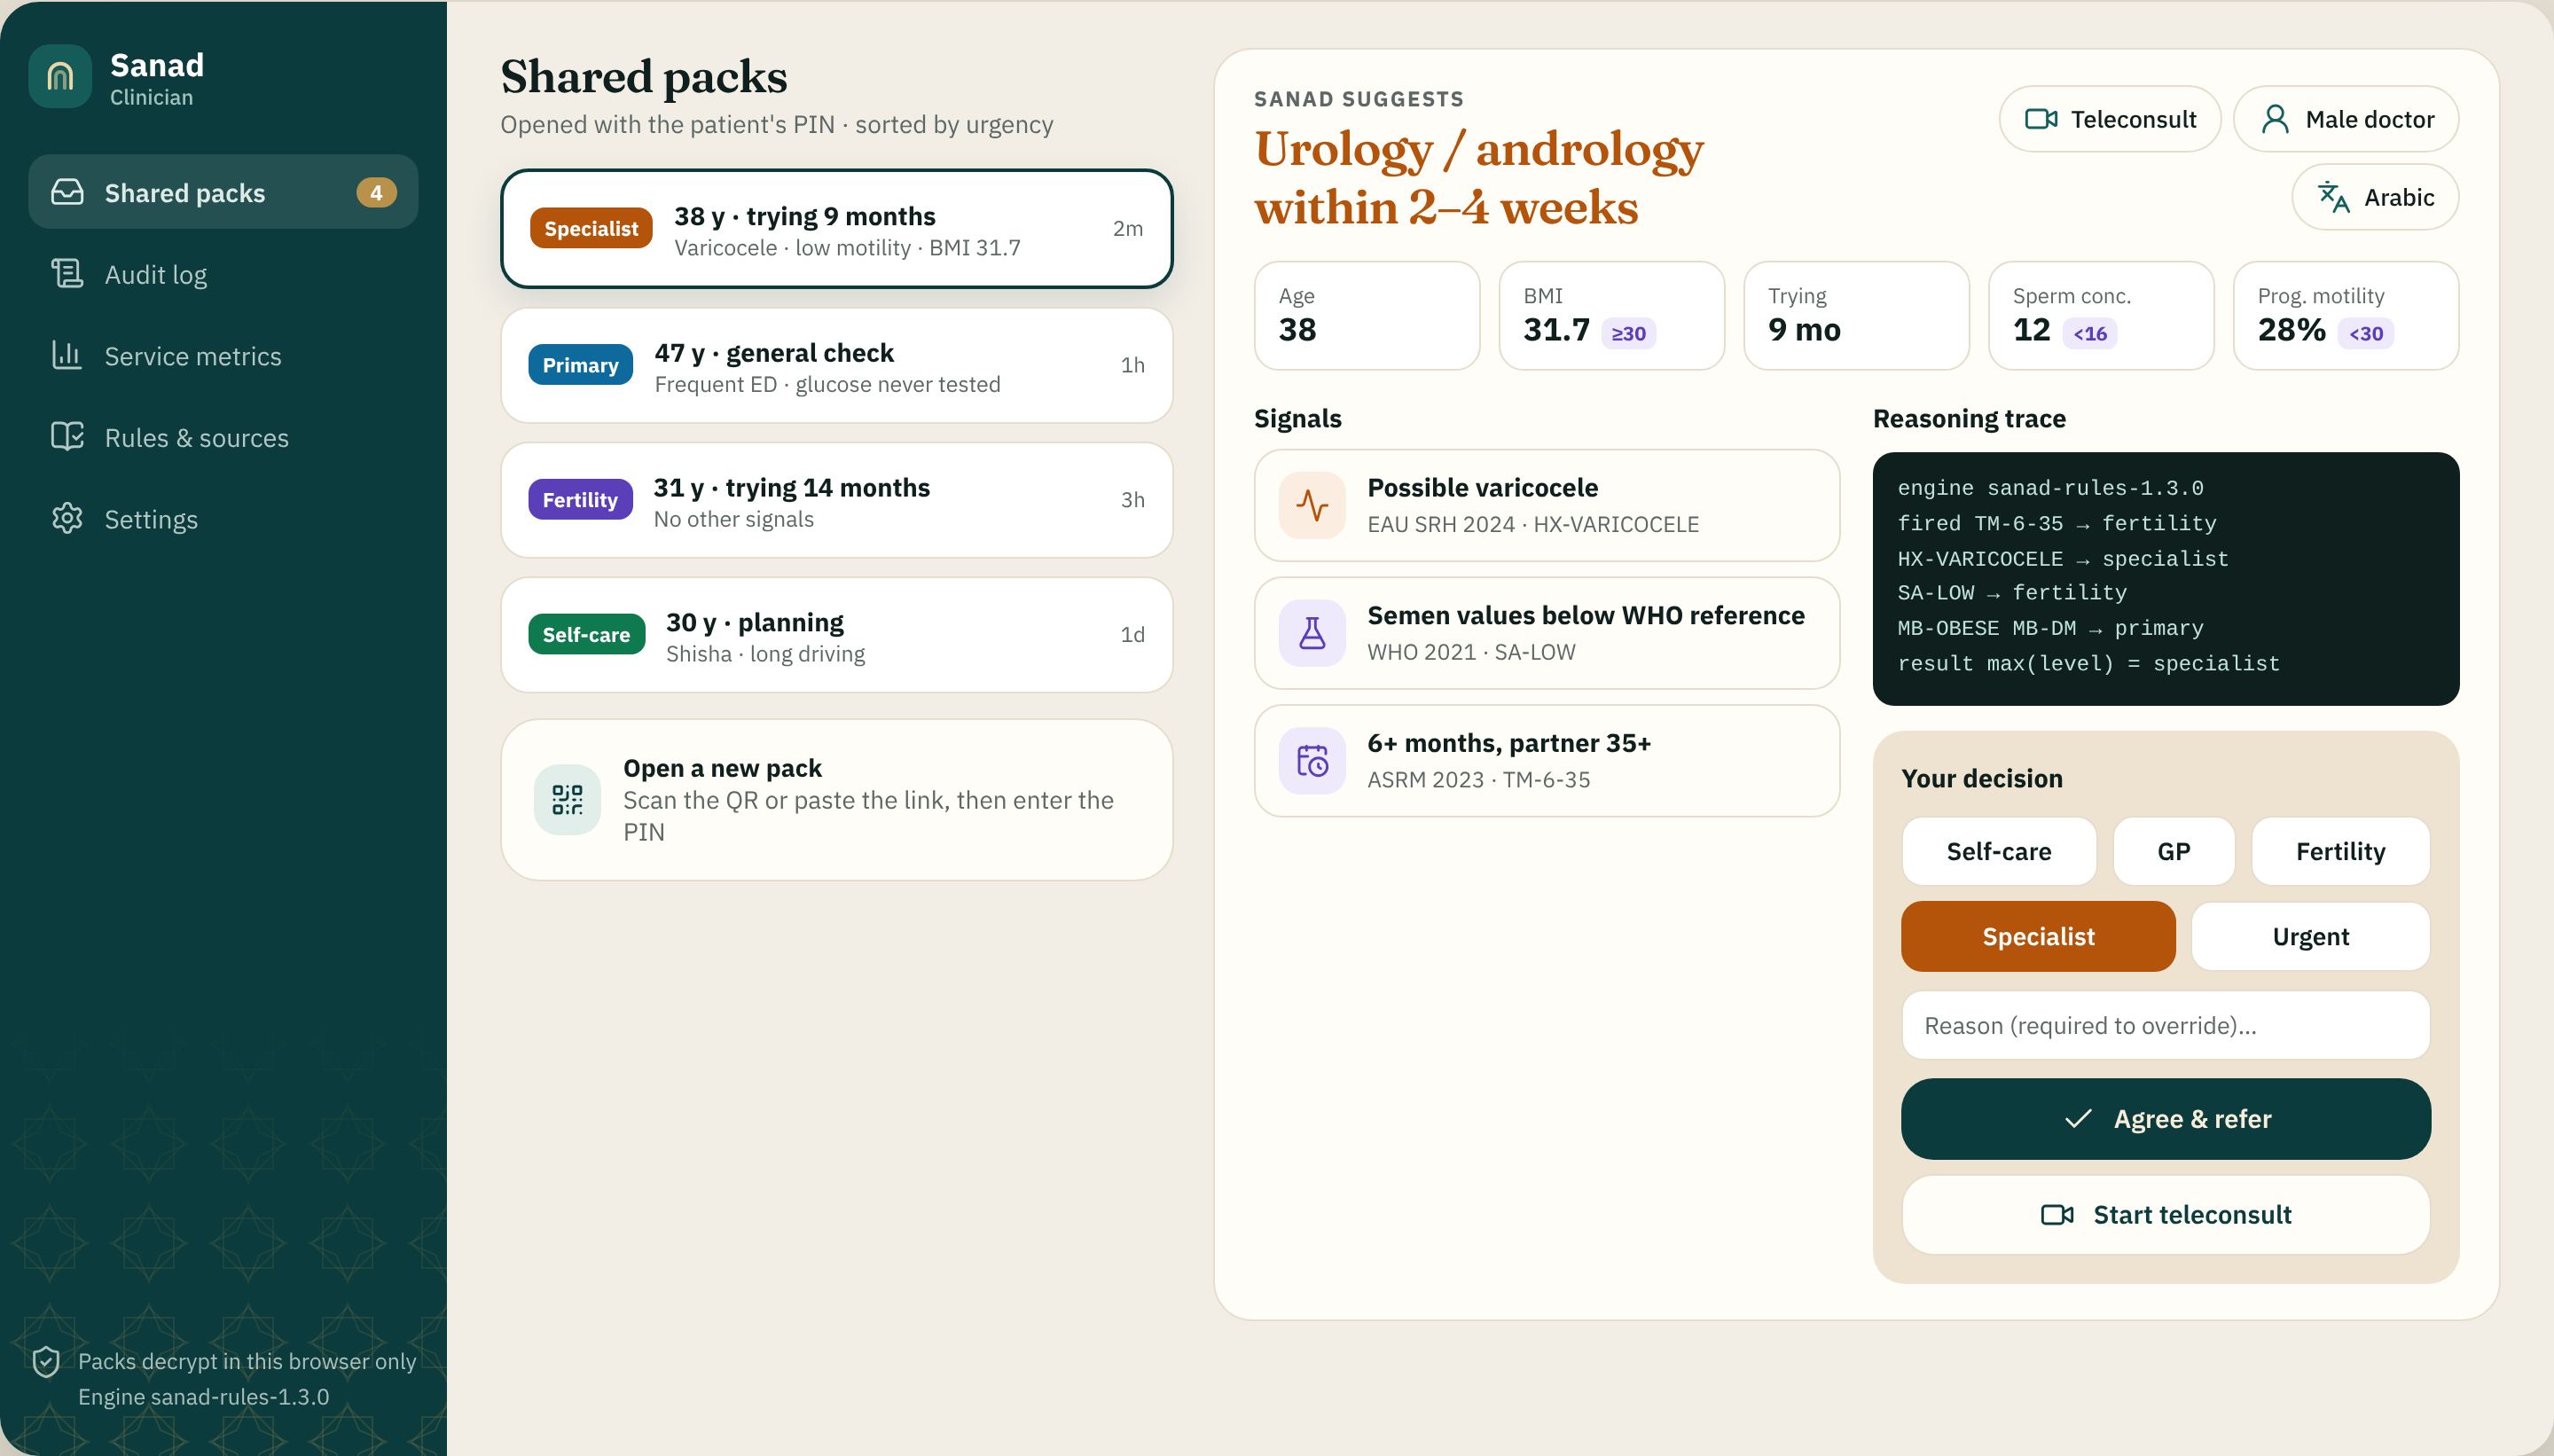 Sanad
Clinician
Shared packs
4
Audit log
Service metrics
Rules & sources
Settings
Packs decrypt in this browser only
Engine sanad-rules-1.3.0
Shared packs
Opened with the patient's PIN · sorted by urgency
Specialist
38 y · trying 9 months
Varicocele · low motility · BMI 31.7
2m
Primary
47 y · general check
Frequent ED · glucose never tested
1h
Fertility
31 y · trying 14 months
No other signals
3h
Self-care
30 y · planning
Shisha · long driving
1d
Open a new pack
Scan the QR or paste the link, then enter the
PIN
SANAD SUGGESTS
Urology / andrology
within 2–4 weeks
Teleconsult
Male doctor
Arabic
Age
38
BMI
31.7 ≥30
Trying
9 mo
Sperm conc.
12 <16
Prog. motility
28% <30
Signals
Possible varicocele
EAU SRH 2024 · HX-VARICOCELE
Semen values below WHO reference
WHO 2021 · SA-LOW
6+ months, partner 35+
ASRM 2023 · TM-6-35
Reasoning trace
engine sanad-rules-1.3.0
fired TM-6-35 → fertility
HX-VARICOCELE → specialist
SA-LOW → fertility
MB-OBESE MB-DM → primary
result max(level) = specialist
Your decision
Self-care
GP
Fertility
Specialist
Urgent
Reason (required to override)...
Agree & refer
Start teleconsult